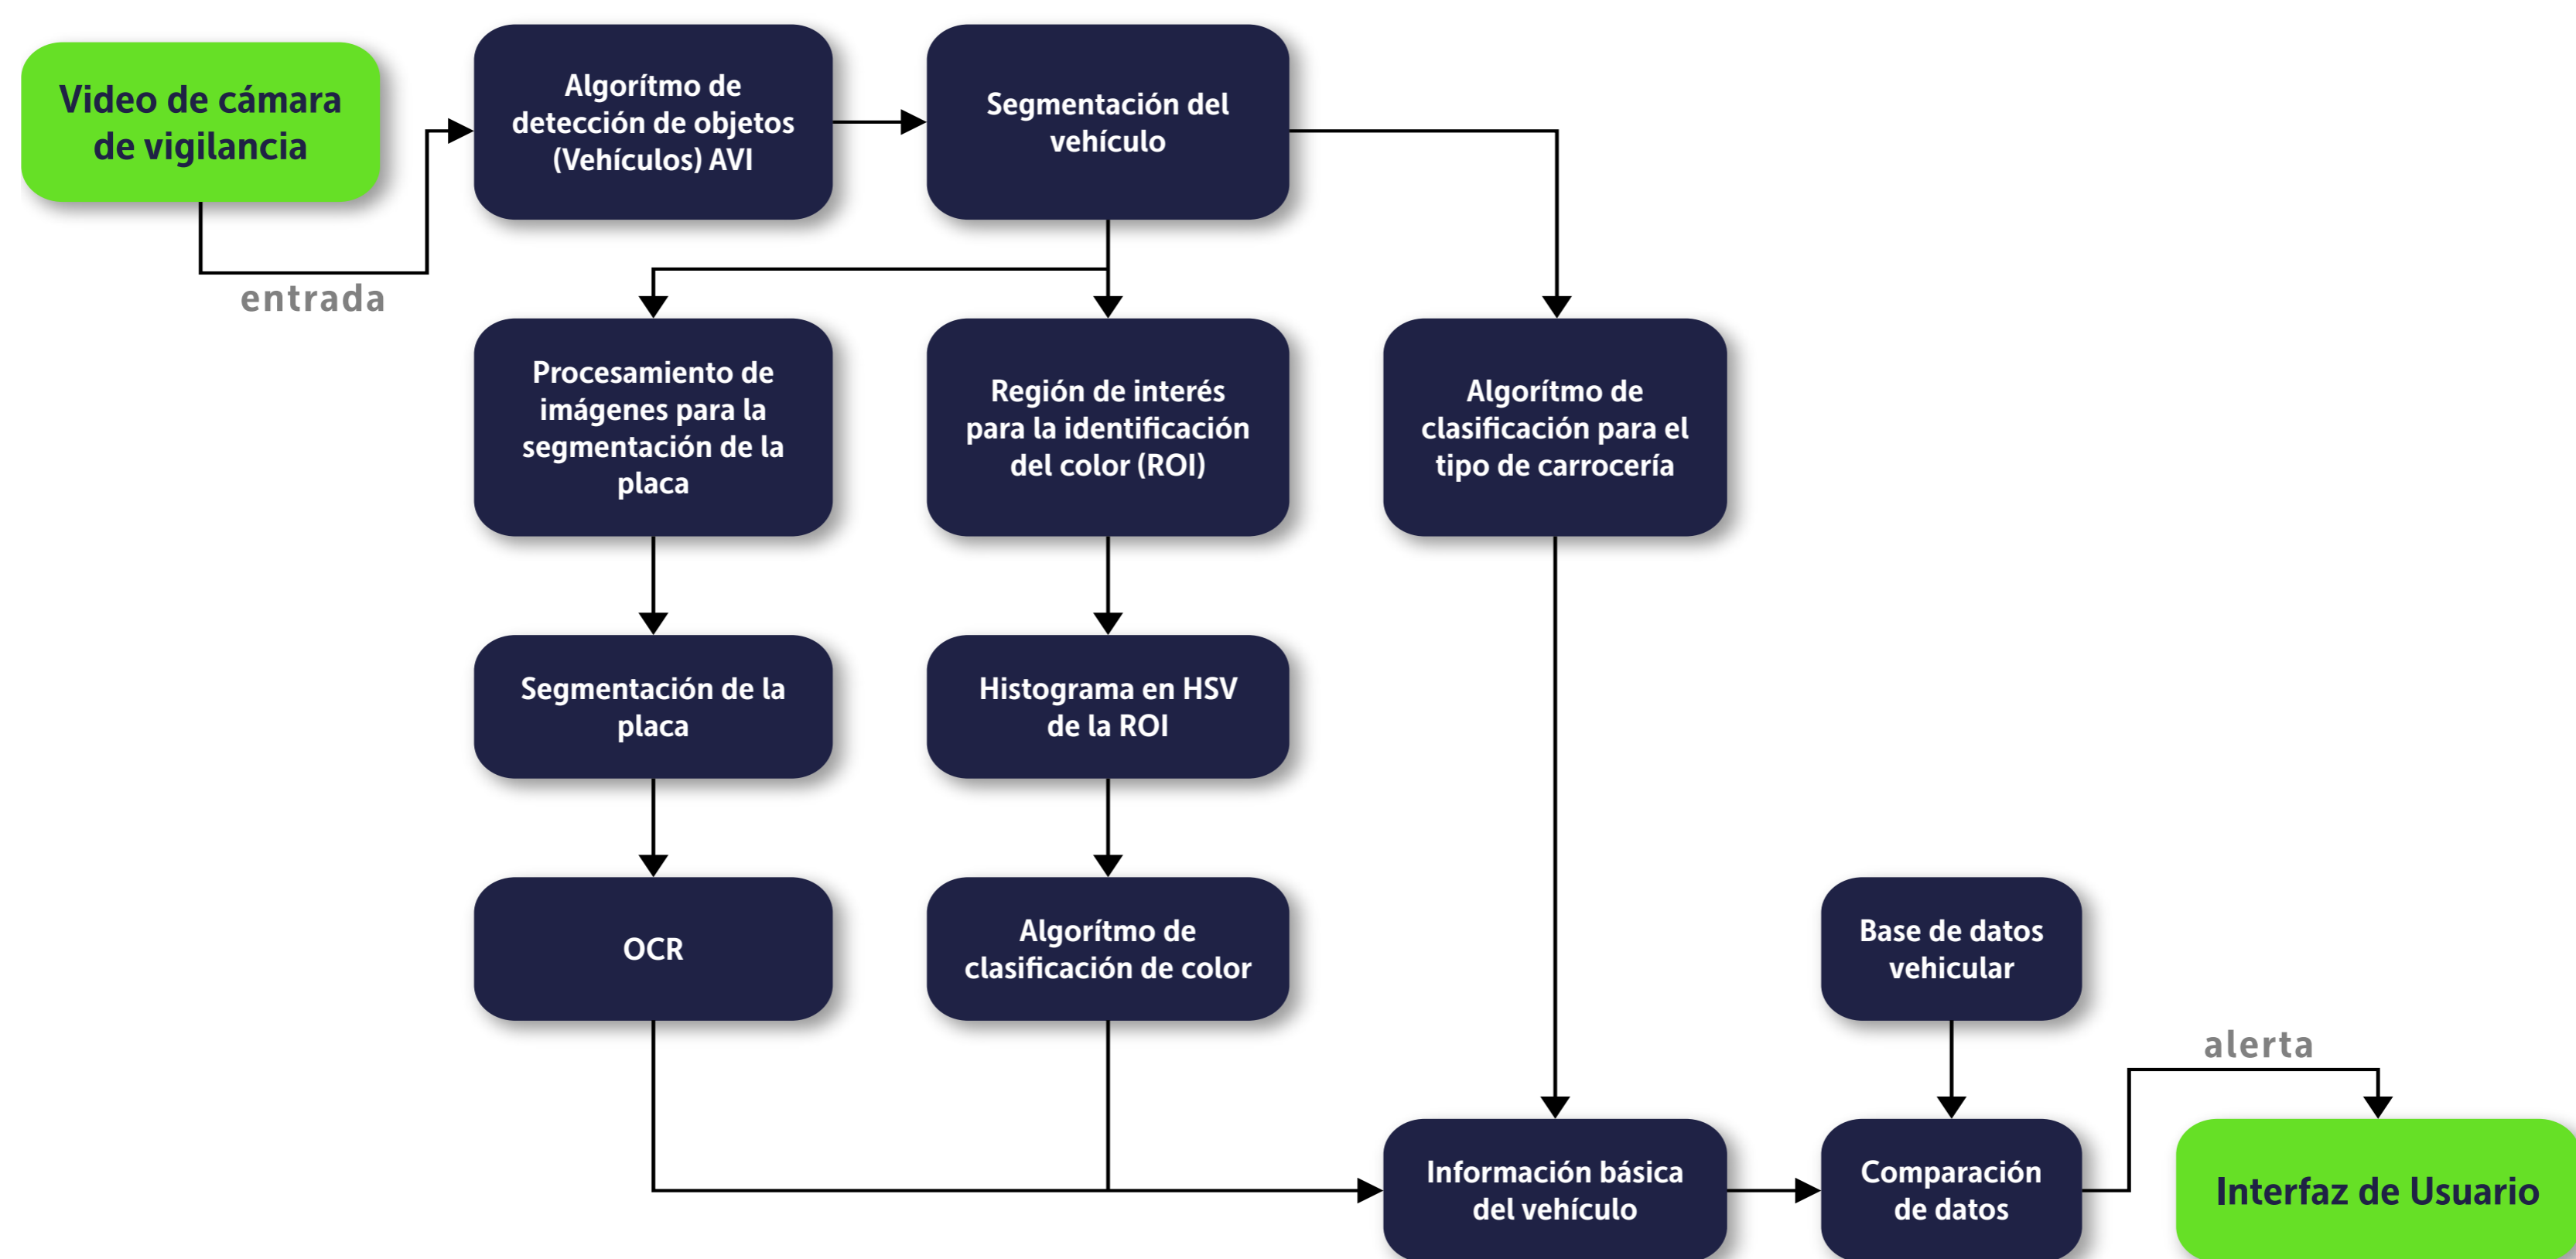 Video de cámara
de vigilancia
entrada
Algorítmo de
detección de objetos
(Vehículos) AVI
Segmentación del
vehículo
Procesamiento de
imágenes para la
segmentación de la
placa
Región de interés
para la identificación
del color (ROI)
Algorítmo de
clasificación para el
tipo de carrocería
Segmentación de la
placa
Histograma en HSV
de la ROI
OCR
Algorítmo de
clasificación de color
Base de datos
vehicular
alerta
Información básica
del vehículo
Comparación
de datos
Interfaz de Usuario